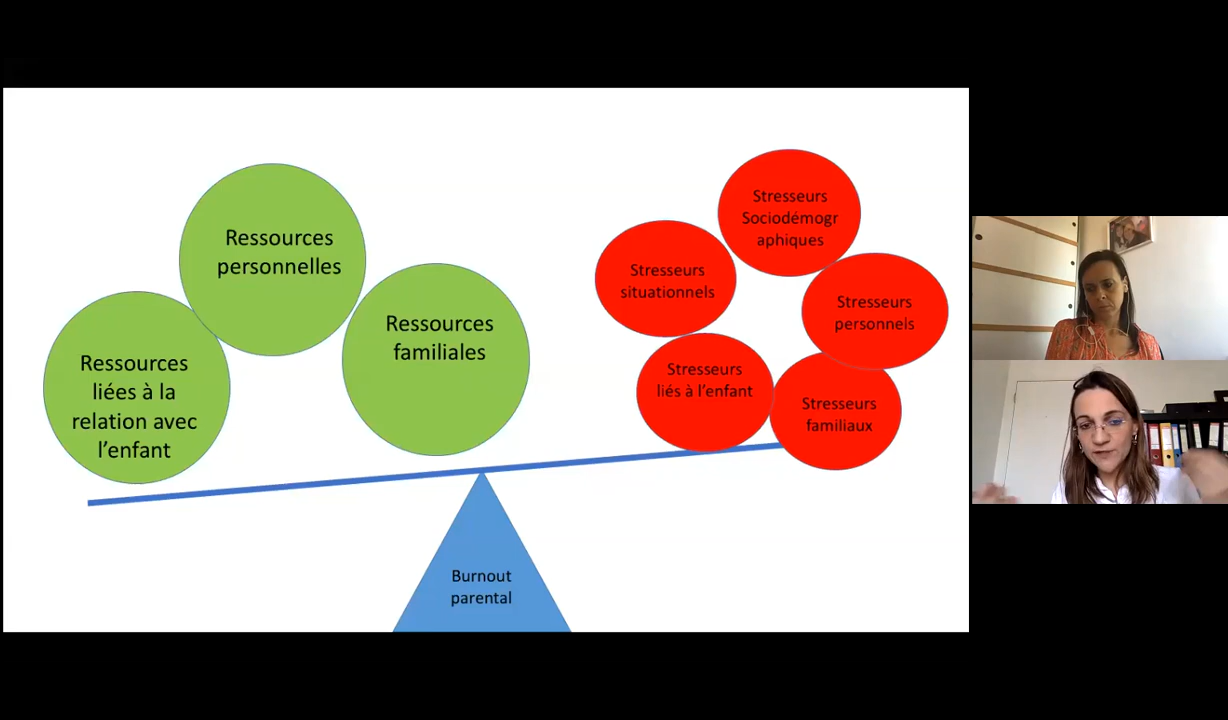 Ressources
personnelles
Ressources
liées à la
relation avec
l'enfant
Ressources
familiales
Stresseurs
Sociodémogr
aphiques
Stresseurs
situationnels
Stresseurs
personnels
Stresseurs
liés à l'enfant
Stresseurs
familiaux
Burnout
parental